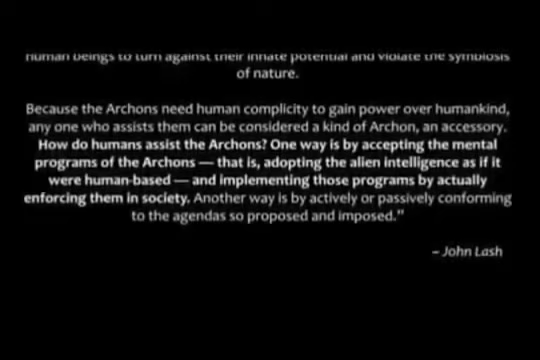 human beings to turn against their innate potential and violate the symbiosis
of nature.
Because the Archons need human complicity to gain power over humankind,
any one who assists them can be considered a kind of Archon, an accessory.
How do humans assist the Archons? One way is by accepting the mental
programs of the Archons — that is, adopting the alien intelligence as if it
were human-based — and implementing those programs by actually
enforcing them in society. Another way is by actively or passively conforming
to the agendas so proposed and imposed."
– John Lash